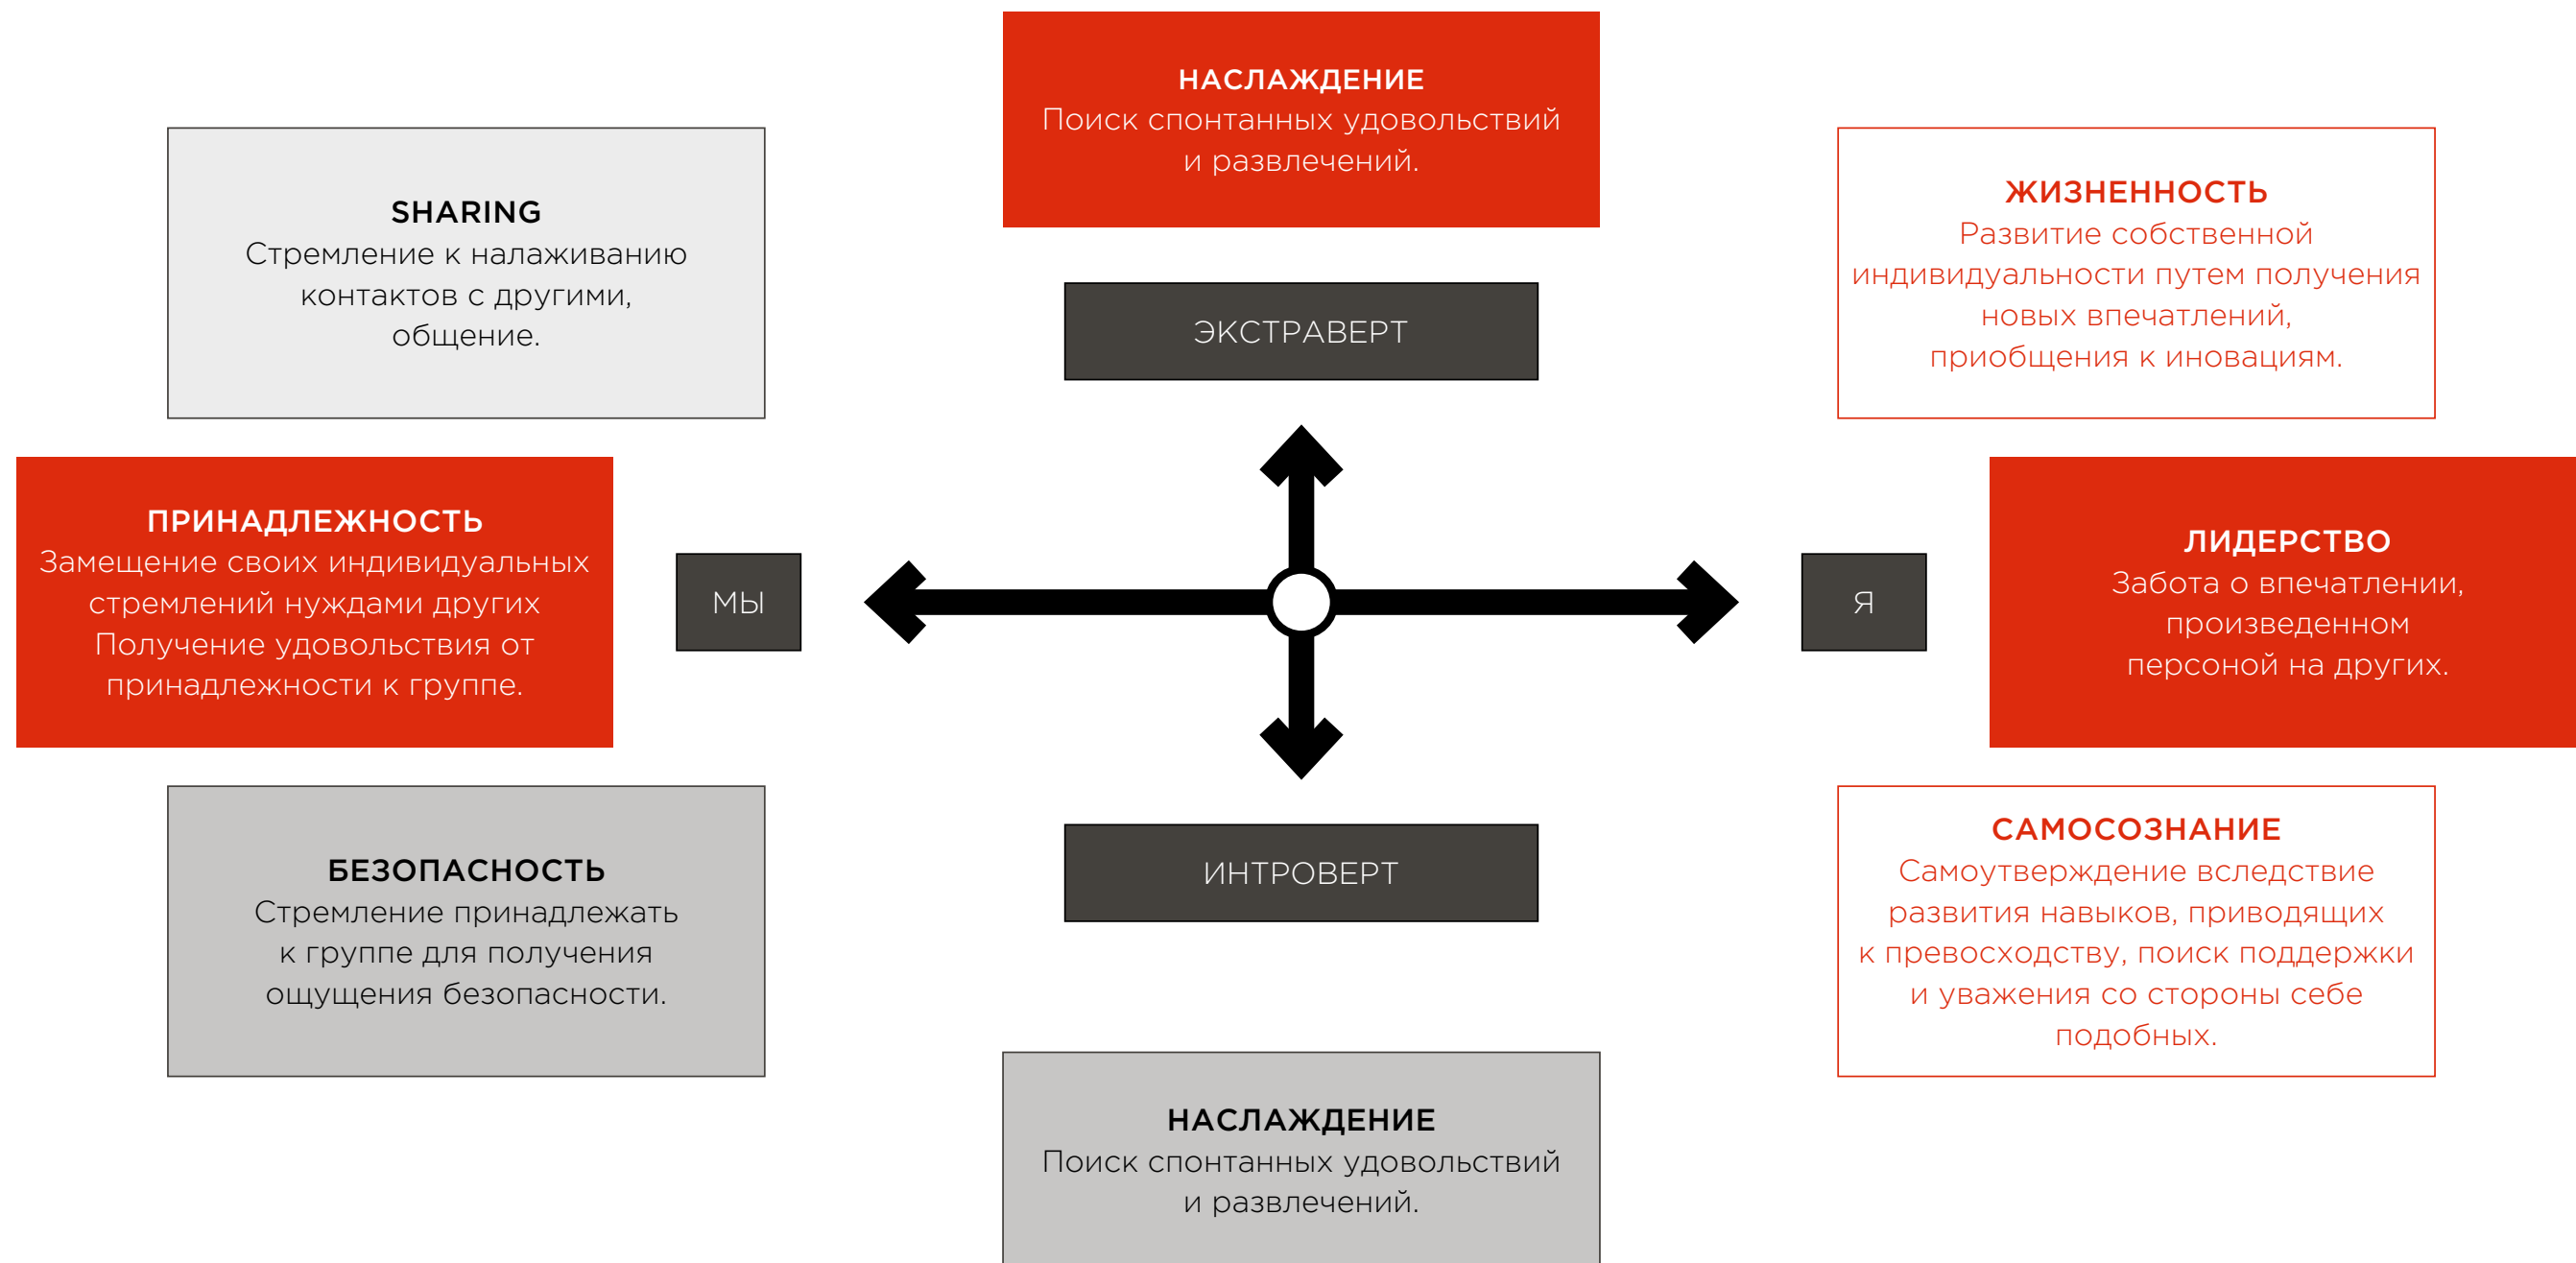 НАСЛАЖДЕНИЕ
Поиск спонтанных удовольствий
и развлечений.
SHARING
Стремление к налаживанию
контактов с другими,
общение.
ЖИЗНЕННОСТЬ
Развитие собственной
индивидуальности путем получения
новых впечатлений,
приобщения к иновациям.
ЭКСТРАВЕРТ
ПРИНАДЛЕЖНОСТЬ
Замещение своих индивидуальных
стремлений нуждами других
Получение удовольствия от
принадлежности к группе.
МЫ
Я
ЛИДЕРСТВО
Забота о впечатлении,
произведенном
персоной на других.
ИНТРОВЕРТ
БЕЗОПАСНОСТЬ
Стремление принадлежать
к группе для получения
ощущения безопасности.
САМОСОЗНАНИЕ
Самоутверждение вследствие
развития навыков, приводящих
к превосходству, поиск поддержки
и уважения со стороны себе
подобных.
НАСЛАЖДЕНИЕ
Поиск спонтанных удовольствий
и развлечений.